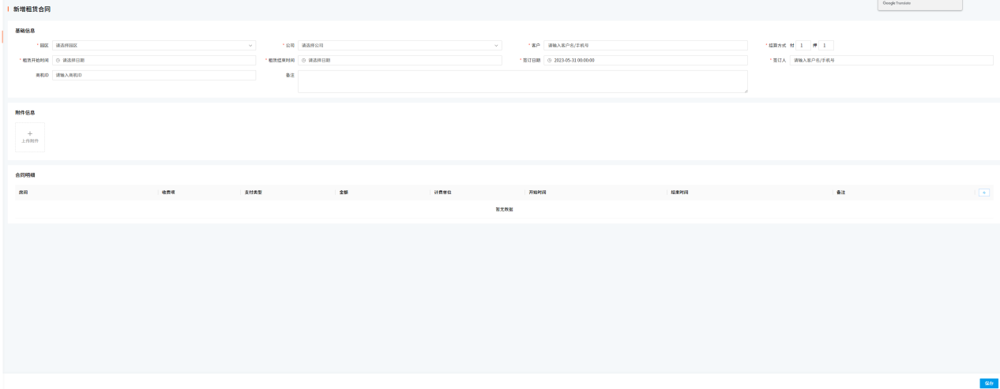 Google Translate
新增租赁合同
基础信息
* 园区 请选择园区 * 公司 请选择公司 * 客户 请输入客户名/手机号 * 结算方式 付 1 押 1
* 租赁开始时间 请选择日期 * 租赁结束时间 请选择日期 * 签订日期 2023-05-31 00:00:00 * 签订人 请输入客户名/手机号
商机ID 请输入商机ID 备注
附件信息
+
上传附件
合同明细
房间 收费项 支付类型 金额 计费单位 开始时间 结束时间 备注 +
暂无数据
保存